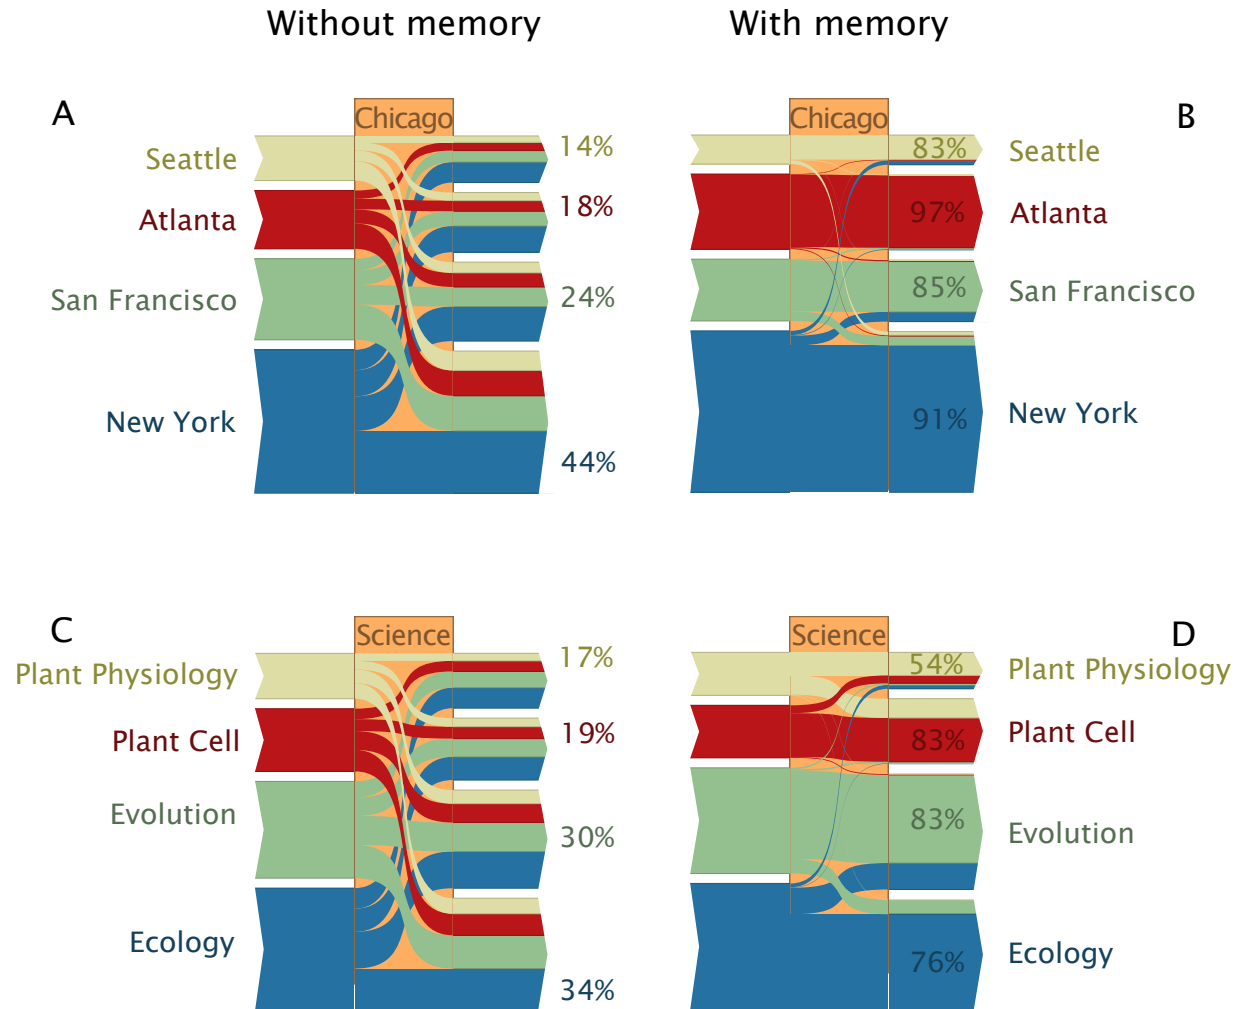 Without memory
With memory
A
Chicago
Seattle
14%
Atlanta
18%
San Francisco
24%
New York
44%
B
Chicago
83%
Seattle
97%
Atlanta
85%
San Francisco
91%
New York
C
Science
Plant Physiology
17%
Plant Cell
19%
Evolution
30%
Ecology
34%
D
Science
54%
Plant Physiology
83%
Plant Cell
83%
Evolution
76%
Ecology